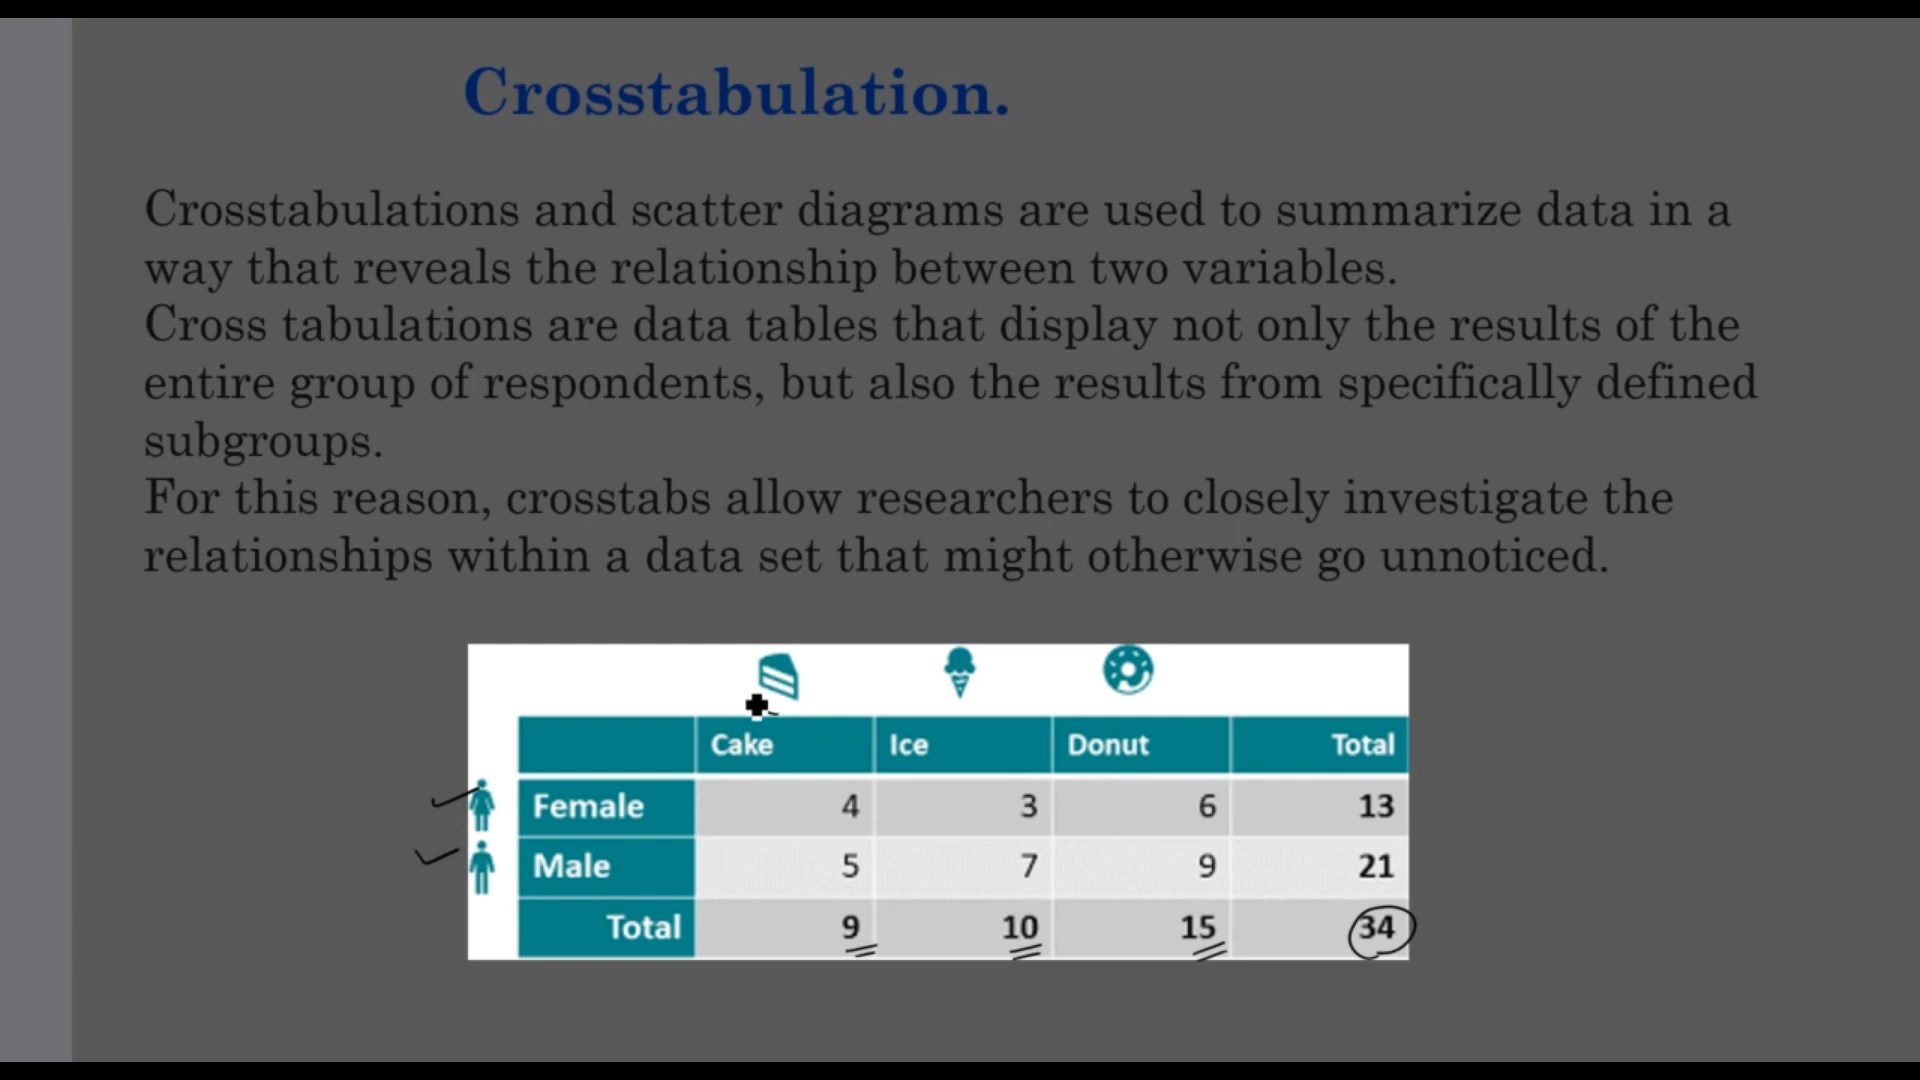 Crosstabulation.
Crosstabulations and scatter diagrams are used to summarize data in a
way that reveals the relationship between two variables.
Cross tabulations are data tables that display not only the results of the
entire group of respondents, but also the results from specifically defined
subgroups.
For this reason, crosstabs allow researchers to closely investigate the
relationships within a data set that might otherwise go unnoticed.
Cake Ice Donut Total
Female 4 3 6 13
Male 5 7 9 21
Total 9 10 15 34